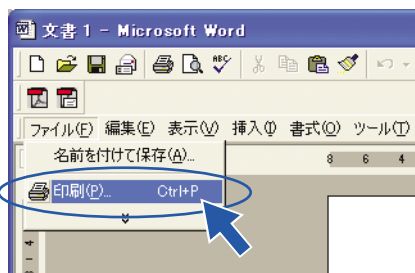 文書 1 - Microsoft Word
ABC
ファイル(F) 編集(E) 表示(V) 挿入(I) 書式(O) ツール(T)
名前を付けて保存(A)...
8 6 4
印刷(P)... Ctrl+P